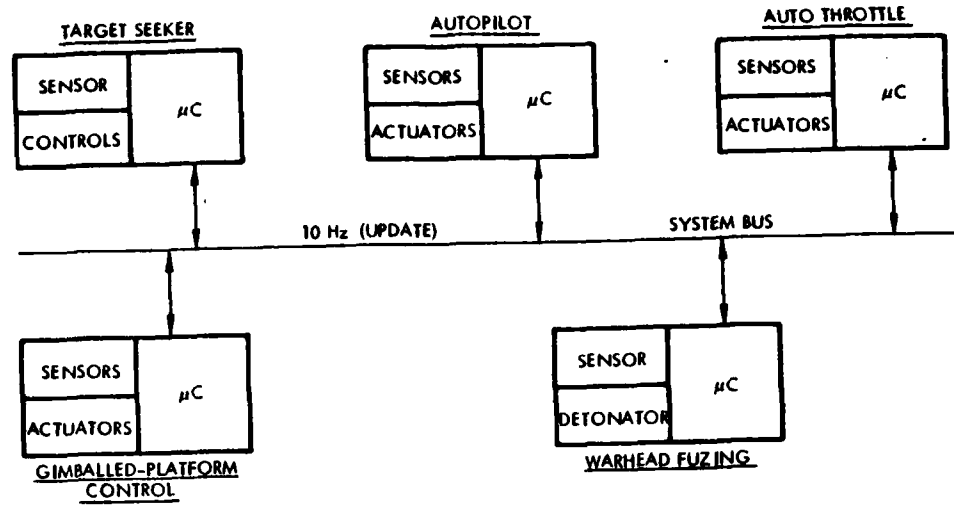 TARGET SEEKER
SENSOR
CONTROLS
μC
AUTOPILOT
SENSORS
ACTUATORS
μC
AUTO THROTTLE
SENSORS
ACTUATORS
μC
10 Hz (UPDATE)
SYSTEM BUS
SENSORS
ACTUATORS
μC
GIMBALLED-PLATFORM
CONTROL
SENSOR
DETONATOR
μC
WARHEAD FUZING